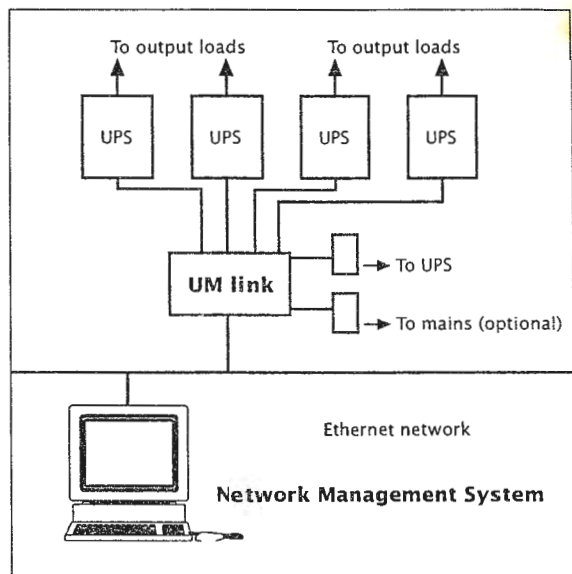 To output loads To output loads
UPS UPS UPS UPS
UM link
To UPS
To mains (optional)
Ethernet network
Network Management System